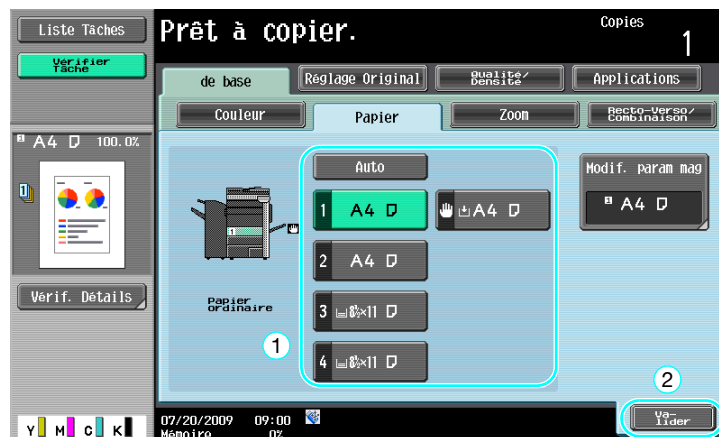 Liste Tâches
Prêt à copier.
Copies
1
Vérifier
Tâche
de base
Réglage Original
Qualité/
Densité
Applications
Couleur
Papier
Zoom
Recto-Verso/
Combinaison
A4 100.0%
Auto
Modif. param mag
A4
1 A4
A4
2 A4
Vérif. Détails
Papier
ordinaire
3 8½×11
1
4 8½×11
2
Va-
lider
07/20/2009 09:00
Mémoire 0%
Y M C K